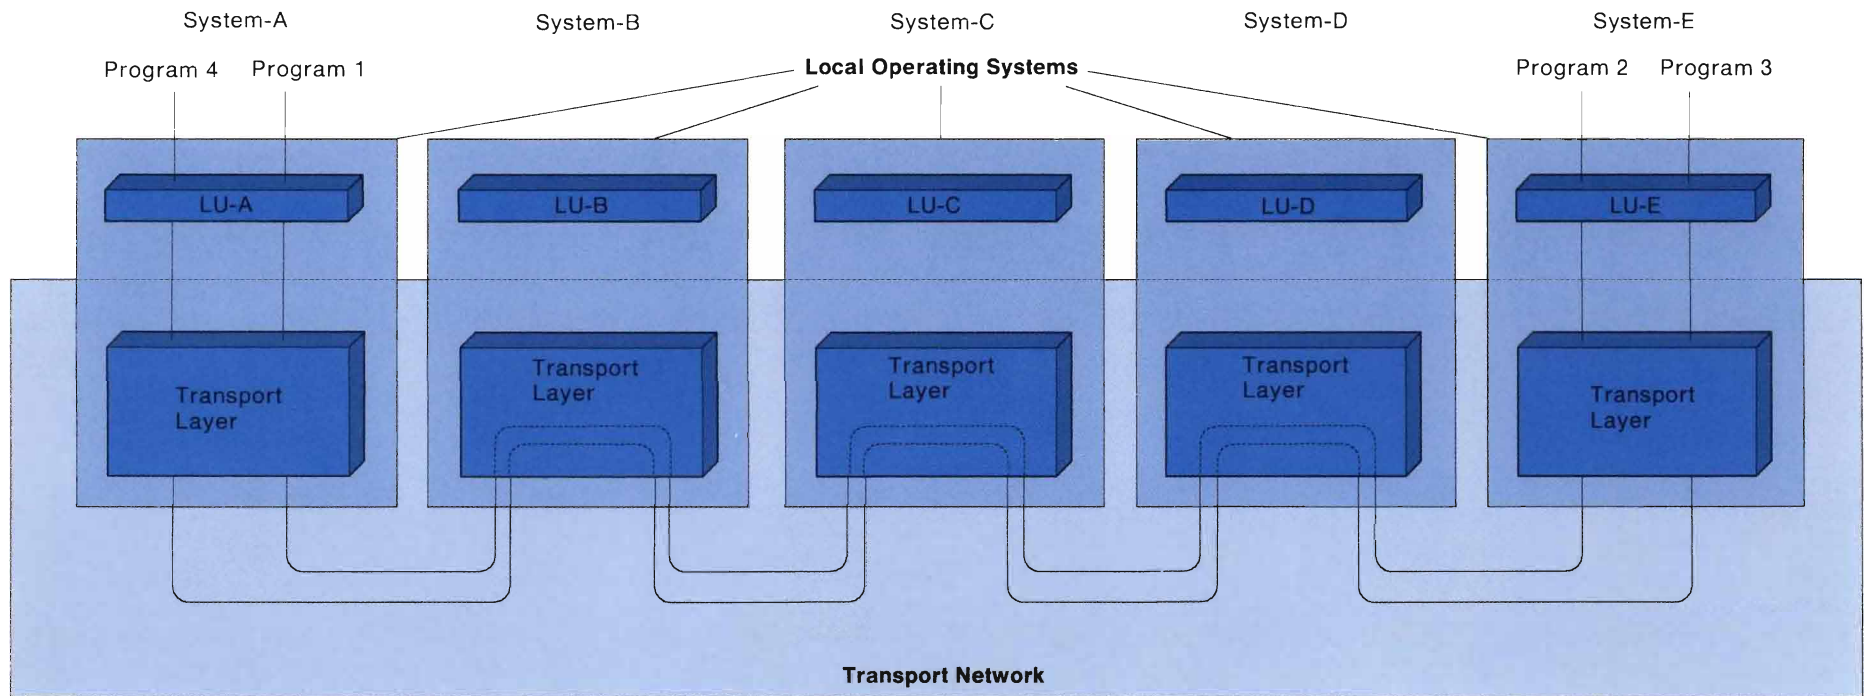 System-A
System-B
System-C
System-D
System-E
Program 4
Program 1
Local Operating Systems
Program 2
Program 3
LU-A
LU-B
LU-C
LU-D
LU-E
Transport
Layer
Transport
Layer
Transport
Layer
Transport
Layer
Transport
Layer
Transport Network